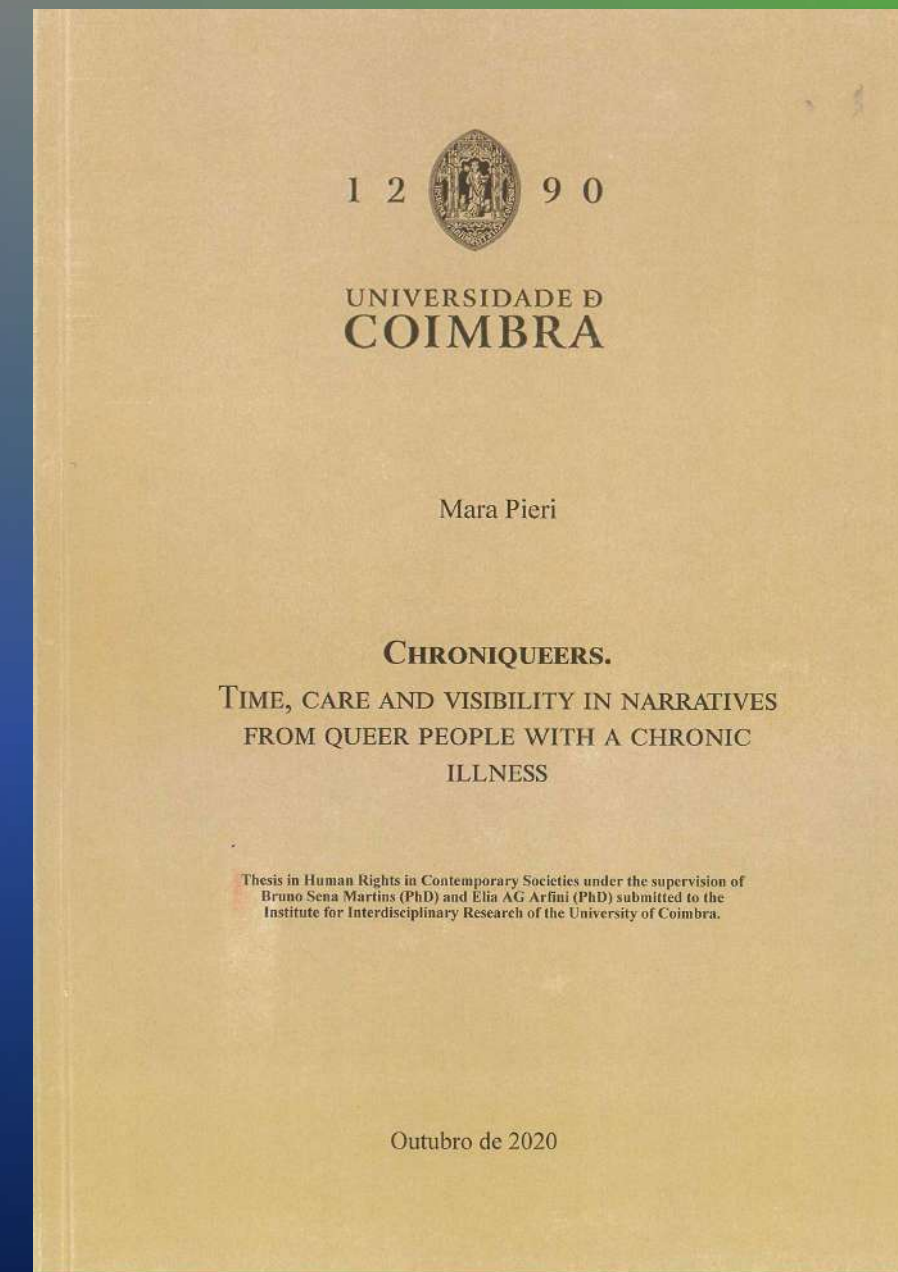 1 2 9 0
UNIVERSIDADE Ð
COIMBRA
Mara Pieri
CHRONIQUEERS.
TIME, CARE AND VISIBILITY IN NARRATIVES
FROM QUEER PEOPLE WITH A CHRONIC
ILLNESS
Thesis in Human Rights in Contemporary Societies under the supervision of
Bruno Sena Martins (PhD) and Elia AG Arfini (PhD) submitted to the
Institute for Interdisciplinary Research of the University of Coimbra.
Outubro de 2020